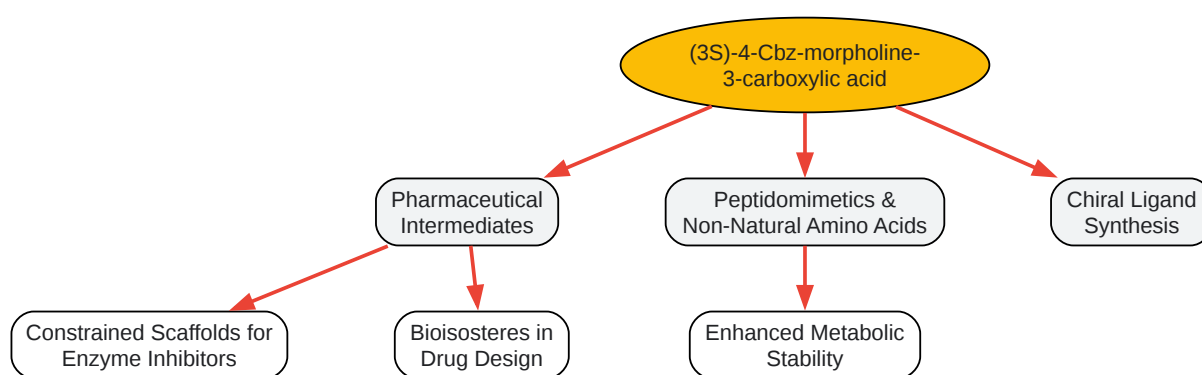 (3S)-4-Cbz-morpholine-
3-carboxylic acid
Pharmaceutical
Intermediates
Peptidomimetics &
Non-Natural Amino Acids
Chiral Ligand
Synthesis
Constrained Scaffolds for
Enzyme Inhibitors
Bioisosteres in
Drug Design
Enhanced Metabolic
Stability